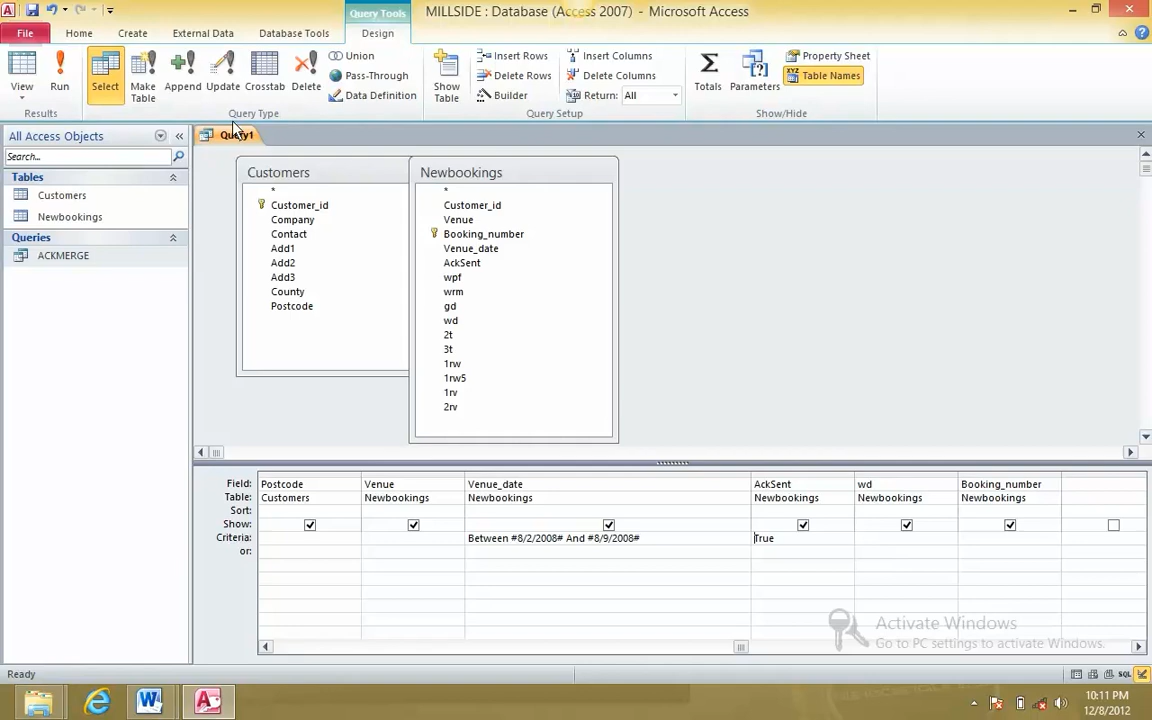 MILLSIDE : Database (Access 2007) - Microsoft Access
Query Tools
File Home Create External Data Database Tools Design
View
Run
Select
Make Table
Append
Update
Crosstab
Delete
Union
Pass-Through
Data Definition
Show Table
Insert Rows
Delete Rows
Builder
Insert Columns
Delete Columns
Return: All
Totals
Parameters
Property Sheet
Table Names
Results Query Type Query Setup Show/Hide
All Access Objects
Search...
Tables
Customers
Newbookings
Queries
ACKMERGE
Query1
Customers
*
Customer_id
Company
Contact
Add1
Add2
Add3
County
Postcode
Newbookings
*
Customer_id
Venue
Booking_number
Venue_date
AckSent
wpf
wrm
gd
wd
2t
3t
1rw
1rw5
1rv
2rv
Field: Postcode Venue Venue_date AckSent wd Booking_number
Table: Customers Newbookings Newbookings Newbookings Newbookings Newbookings
Sort:
Show:
Criteria: Between #8/2/2008# And #8/9/2008# True
or:
Activate Windows
Go to PC settings to activate Windows.
Ready
SQL
10:11 PM
12/8/2012